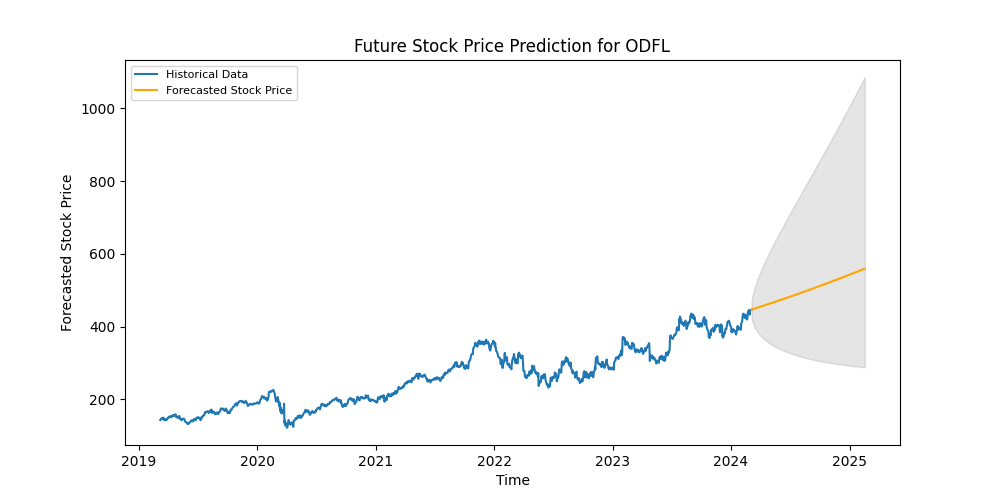 Future Stock Price Prediction for ODFL
Historical Data
Forecasted Stock Price
Forecasted Stock Price
1000
800
600
400
200
2019 2020 2021 2022 2023 2024 2025
Time